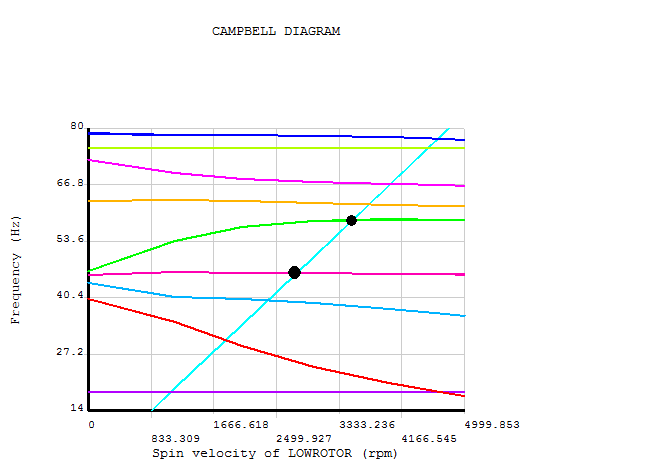 CAMPBELL DIAGRAM
80
66.8
53.6
40.4
27.2
14
Frequency (Hz)
0 1666.618 3333.236 4999.853
833.309 2499.927 4166.545
Spin velocity of LOWROTOR (rpm)